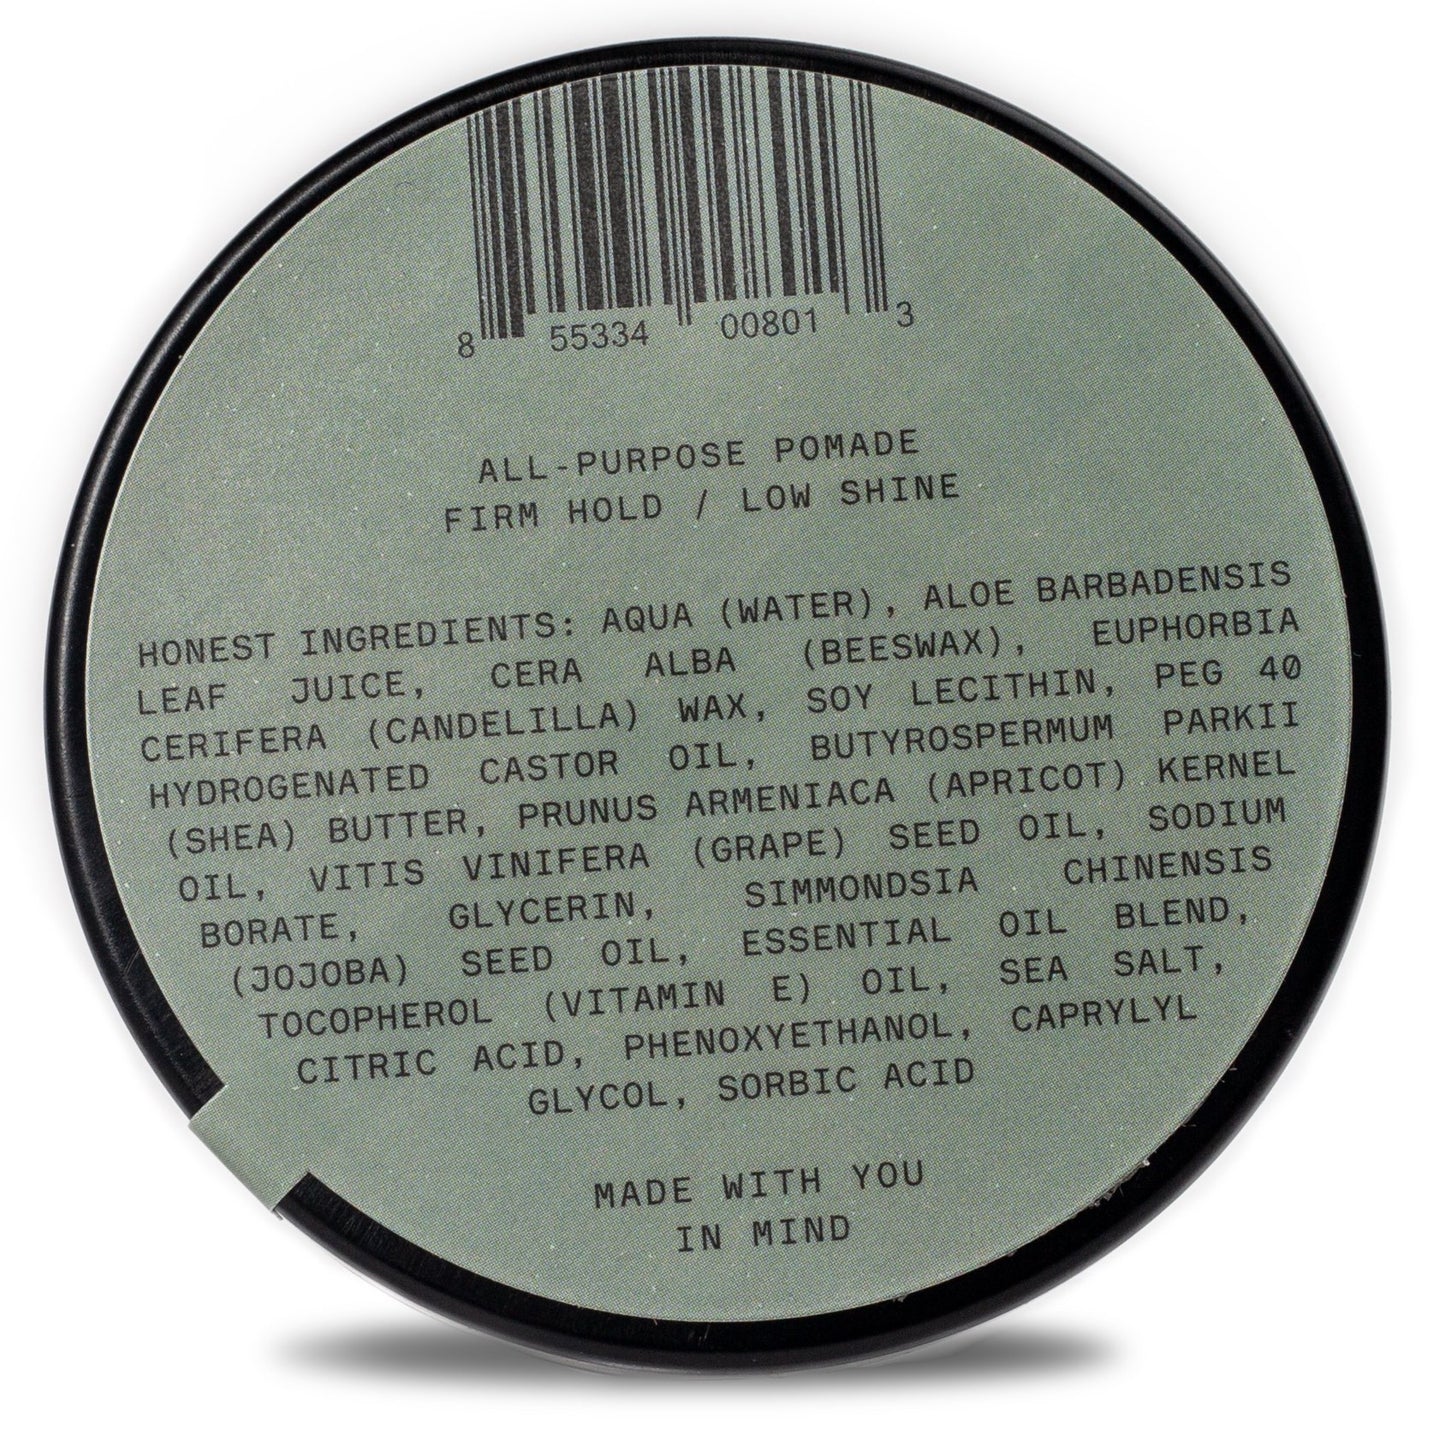 8 55334 00801 3
ALL-PURPOSE POMADE
FIRM HOLD / LOW SHINE
HONEST INGREDIENTS: AQUA (WATER), ALOE BARBADENSIS
LEAF JUICE, CERA ALBA (BEESWAX), EUPHORBIA
CERIFERA (CANDELILLA) WAX, SOY LECITHIN, PEG 40
HYDROGENATED CASTOR OIL, BUTYROSPERMUM PARKII
(SHEA) BUTTER, PRUNUS ARMENIACA (APRICOT) KERNEL
OIL, VITIS VINIFERA (GRAPE) SEED OIL, SODIUM
BORATE, GLYCERIN, SIMMONDSIA CHINENSIS
(JOJOBA) SEED OIL, ESSENTIAL OIL BLEND,
TOCOPHEROL (VITAMIN E) OIL, SEA SALT,
CITRIC ACID, PHENOXYETHANOL, CAPRYLYL
GLYCOL, SORBIC ACID
MADE WITH YOU
IN MIND